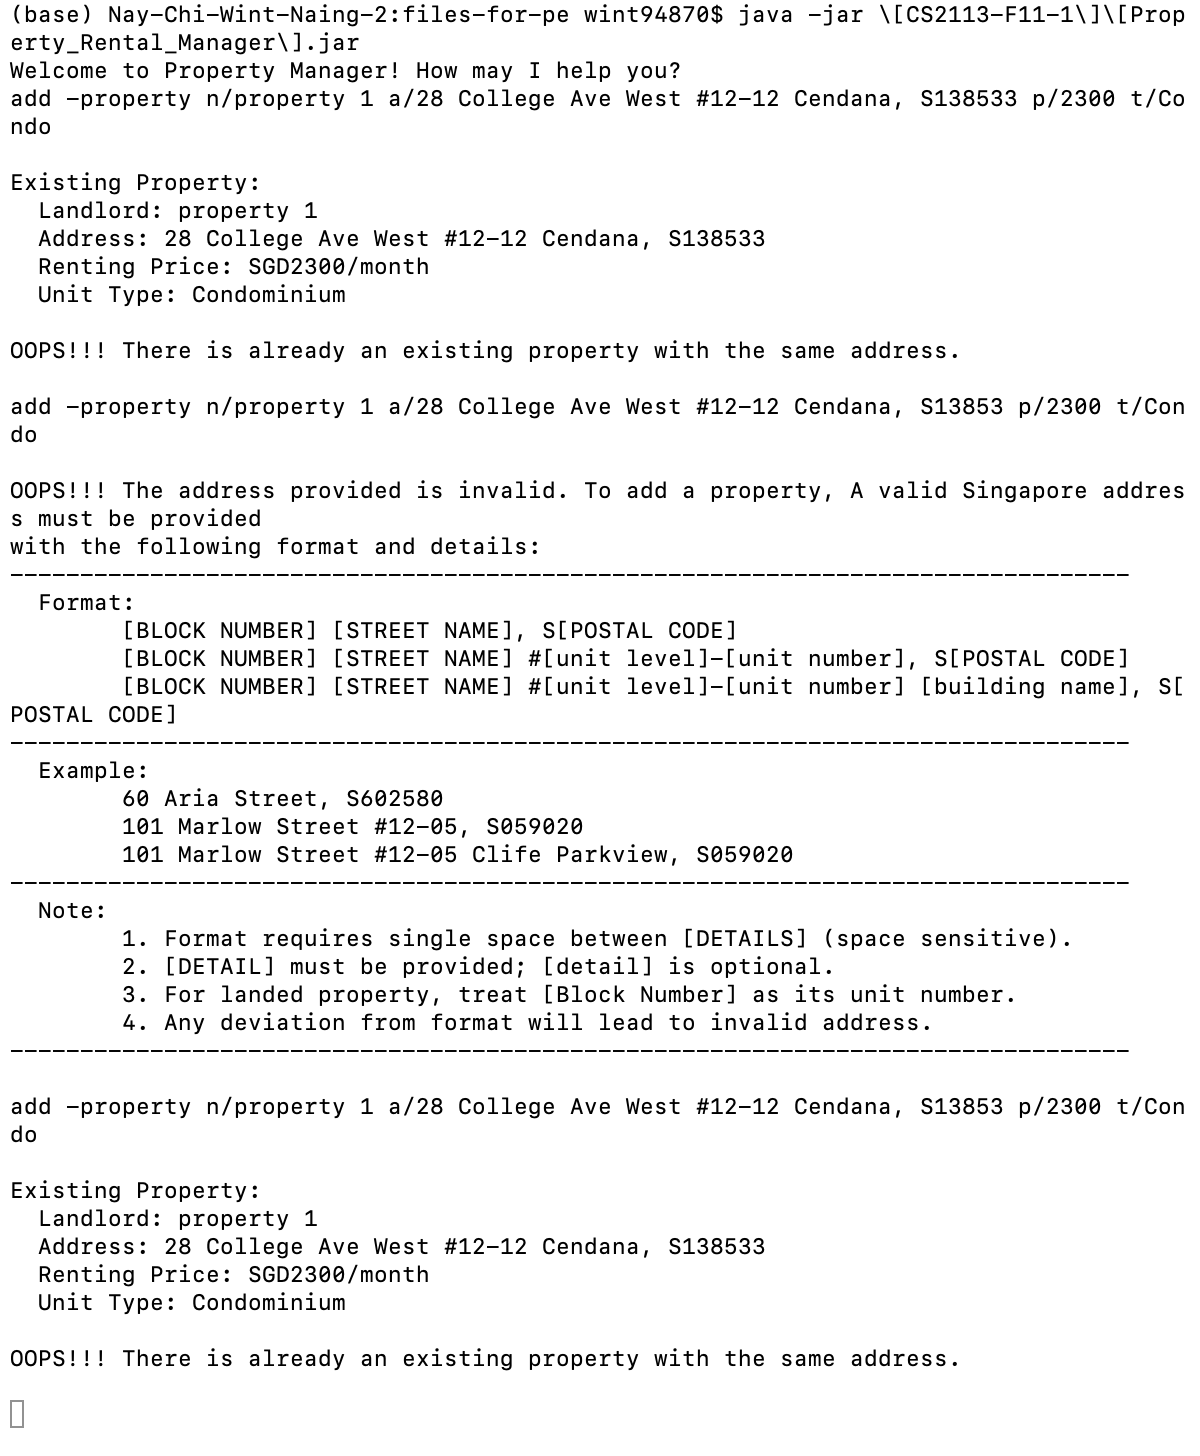 (base) Nay-Chi-Wint-Naing-2:files-for-pe wint94870$ java -jar \[CS2113-F11-1\]\[Prop
erty_Rental_Manager\].jar
Welcome to Property Manager! How may I help you?
add -property n/property 1 a/28 College Ave West #12-12 Cendana, S138533 p/2300 t/Co
ndo
Existing Property:
  Landlord: property 1
  Address: 28 College Ave West #12-12 Cendana, S138533
  Renting Price: SGD2300/month
  Unit Type: Condominium
OOPS!!! There is already an existing property with the same address.
add -property n/property 1 a/28 College Ave West #12-12 Cendana, S13853 p/2300 t/Con
do
OOPS!!! The address provided is invalid. To add a property, A valid Singapore addres
s must be provided
with the following format and details:
--------------------------------------------------------------------------------
  Format:
        [BLOCK NUMBER] [STREET NAME], S[POSTAL CODE]
        [BLOCK NUMBER] [STREET NAME] #[unit level]-[unit number], S[POSTAL CODE]
        [BLOCK NUMBER] [STREET NAME] #[unit level]-[unit number] [building name], S[
POSTAL CODE]
--------------------------------------------------------------------------------
  Example:
        60 Aria Street, S602580
        101 Marlow Street #12-05, S059020
        101 Marlow Street #12-05 Clife Parkview, S059020
--------------------------------------------------------------------------------
  Note:
        1. Format requires single space between [DETAILS] (space sensitive).
        2. [DETAIL] must be provided; [detail] is optional.
        3. For landed property, treat [Block Number] as its unit number.
        4. Any deviation from format will lead to invalid address.
--------------------------------------------------------------------------------
add -property n/property 1 a/28 College Ave West #12-12 Cendana, S13853 p/2300 t/Con
do
Existing Property:
  Landlord: property 1
  Address: 28 College Ave West #12-12 Cendana, S138533
  Renting Price: SGD2300/month
  Unit Type: Condominium
OOPS!!! There is already an existing property with the same address.